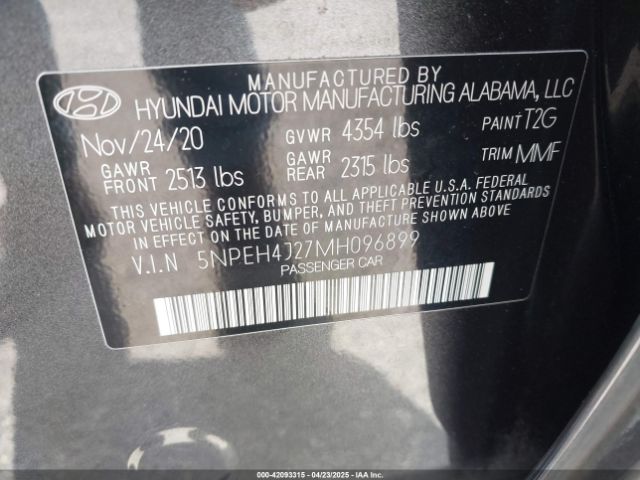 MANUFACTURED BY
HYUNDAI MOTOR MANUFACTURING ALABAMA, LLC
Nov/24/20 GVWR 4354 lbs PAINT T2G
GAWR FRONT 2513 lbs GAWR REAR 2315 lbs TRIM MMF
THIS VEHICLE CONFORMS TO ALL APPLICABLE U.S.A. FEDERAL
MOTOR VEHICLE SAFETY, BUMPER, AND THEFT PREVENTION STANDARDS
IN EFFECT ON THE DATE OF MANUFACTURE SHOWN ABOVE
V.I.N 5NPEH4J27MH096899
PASSENGER CAR
000-42093315 - 04/23/2025 - Copyright IAA, Inc.